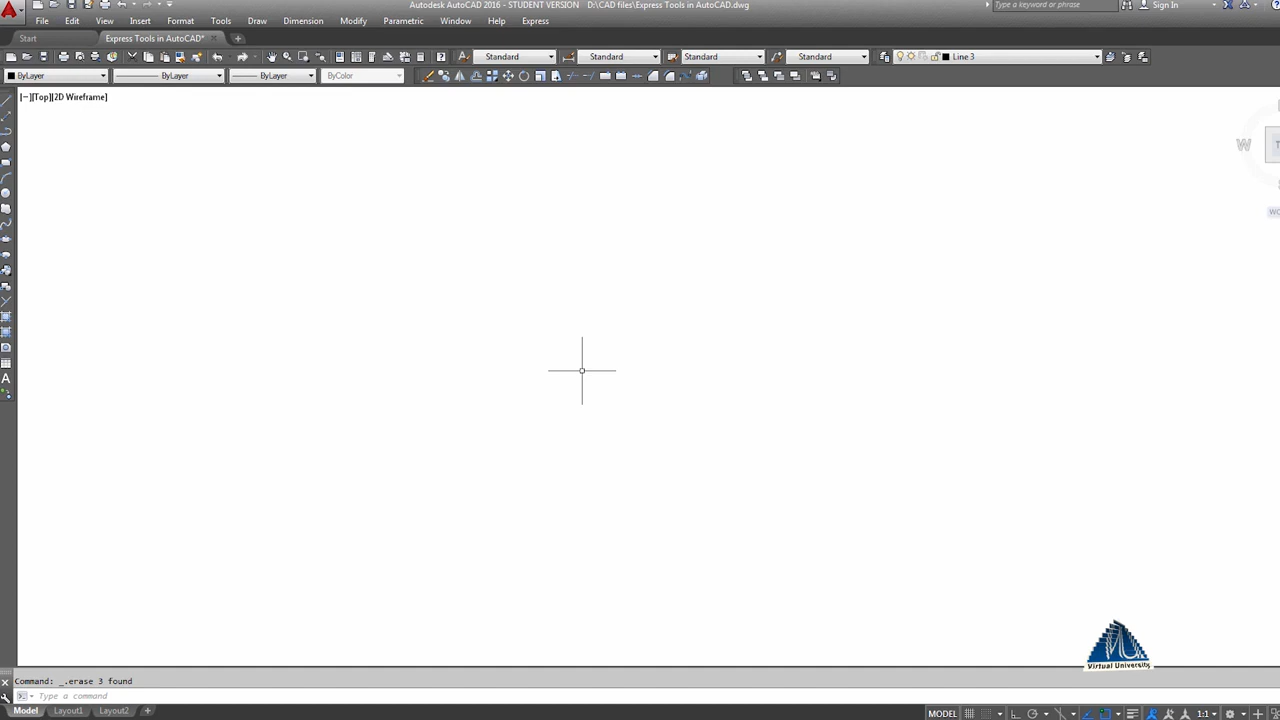 Autodesk AutoCAD 2016 - STUDENT VERSION D:\CAD files\Express Tools in AutoCAD.dwg
Type a keyword or phrase
Sign In
File Edit View Insert Format Tools Draw Dimension Modify Parametric Window Help Express
Start
Express Tools in AutoCAD*
Standard Standard Standard Standard Line 3
ByLayer ByLayer ByLayer ByColor
[−][Top][2D Wireframe]
W
Virtual University
Command: _.erase 3 found
Type a command
Model Layout1 Layout2 MODEL 1:1